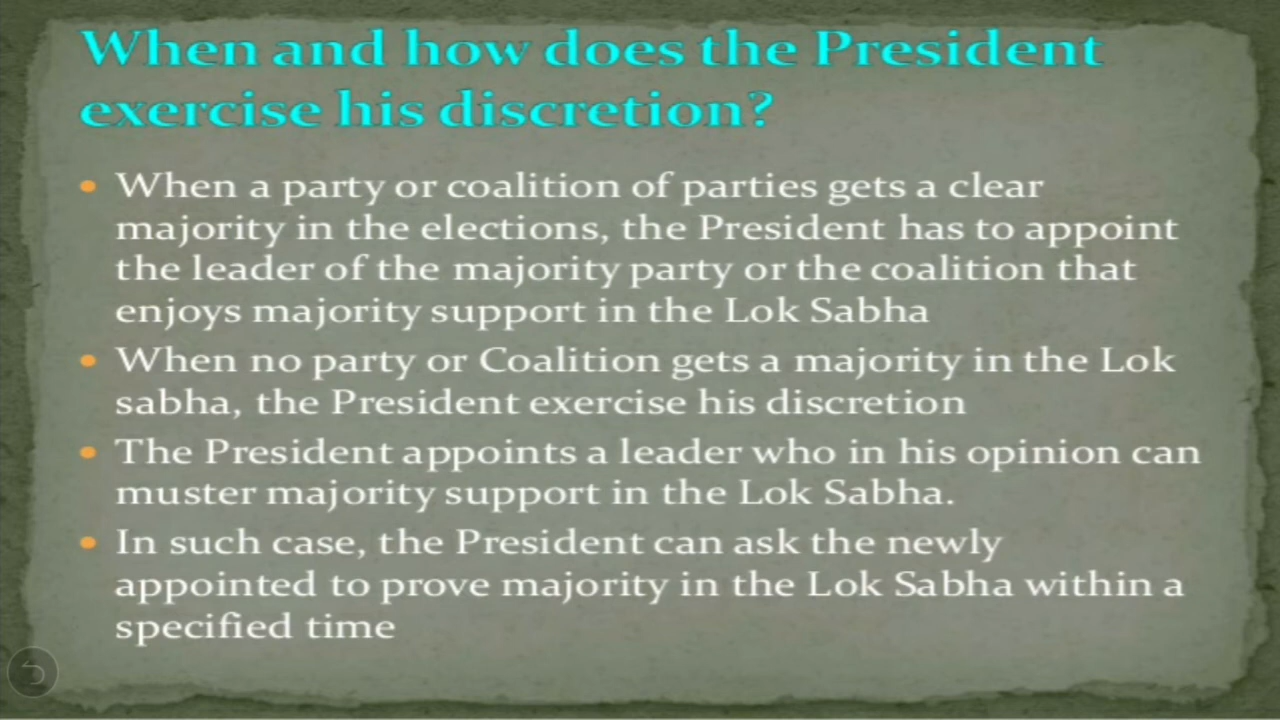 When and how does the President
exercise his discretion?
• When a party or coalition of parties gets a clear
majority in the elections, the President has to appoint
the leader of the majority party or the coalition that
enjoys majority support in the Lok Sabha
• When no party or Coalition gets a majority in the Lok
sabha, the President exercise his discretion
• The President appoints a leader who in his opinion can
muster majority support in the Lok Sabha.
• In such case, the President can ask the newly
appointed to prove majority in the Lok Sabha within a
specified time